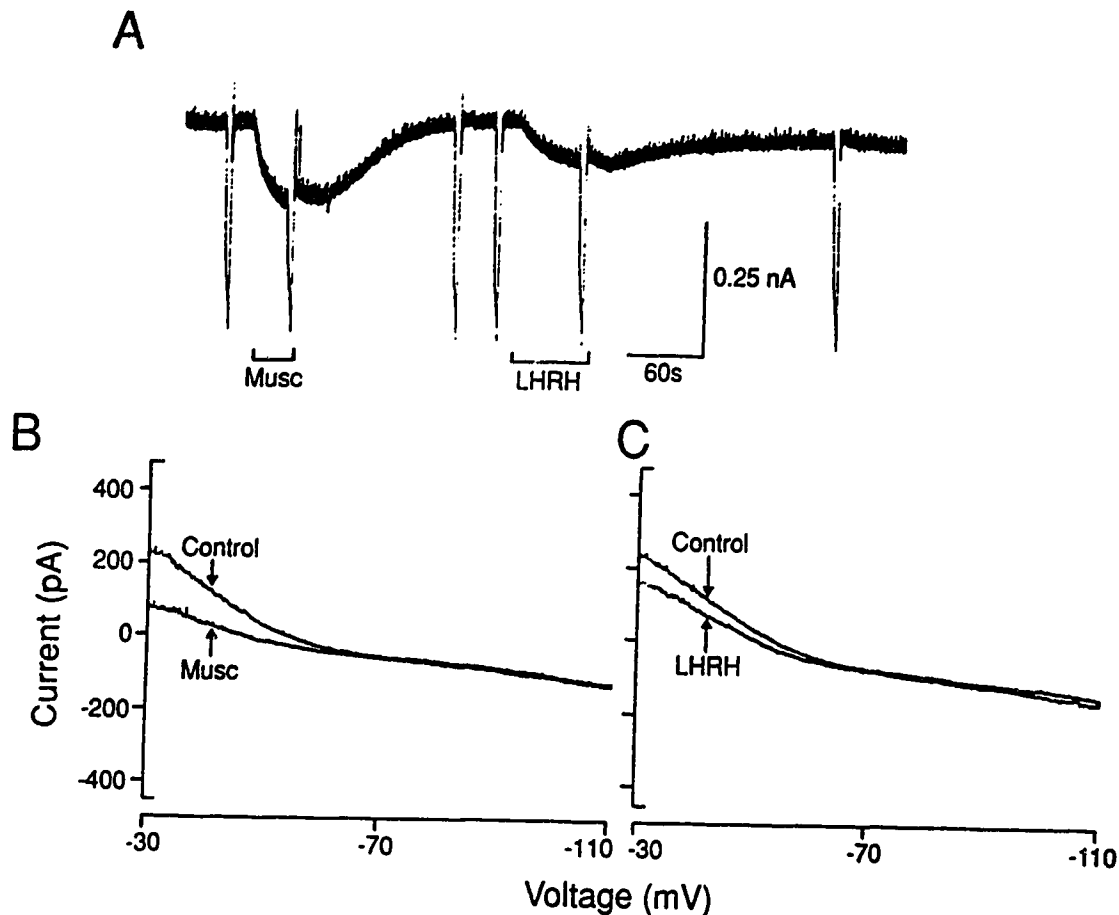 A
0.25 nA
60s
Musc
LHRH
B
C
Current (pA)
400
200
0
-200
-400
Control
Musc
Control
LHRH
-30
-70
-110
-30
-70
-110
Voltage (mV)